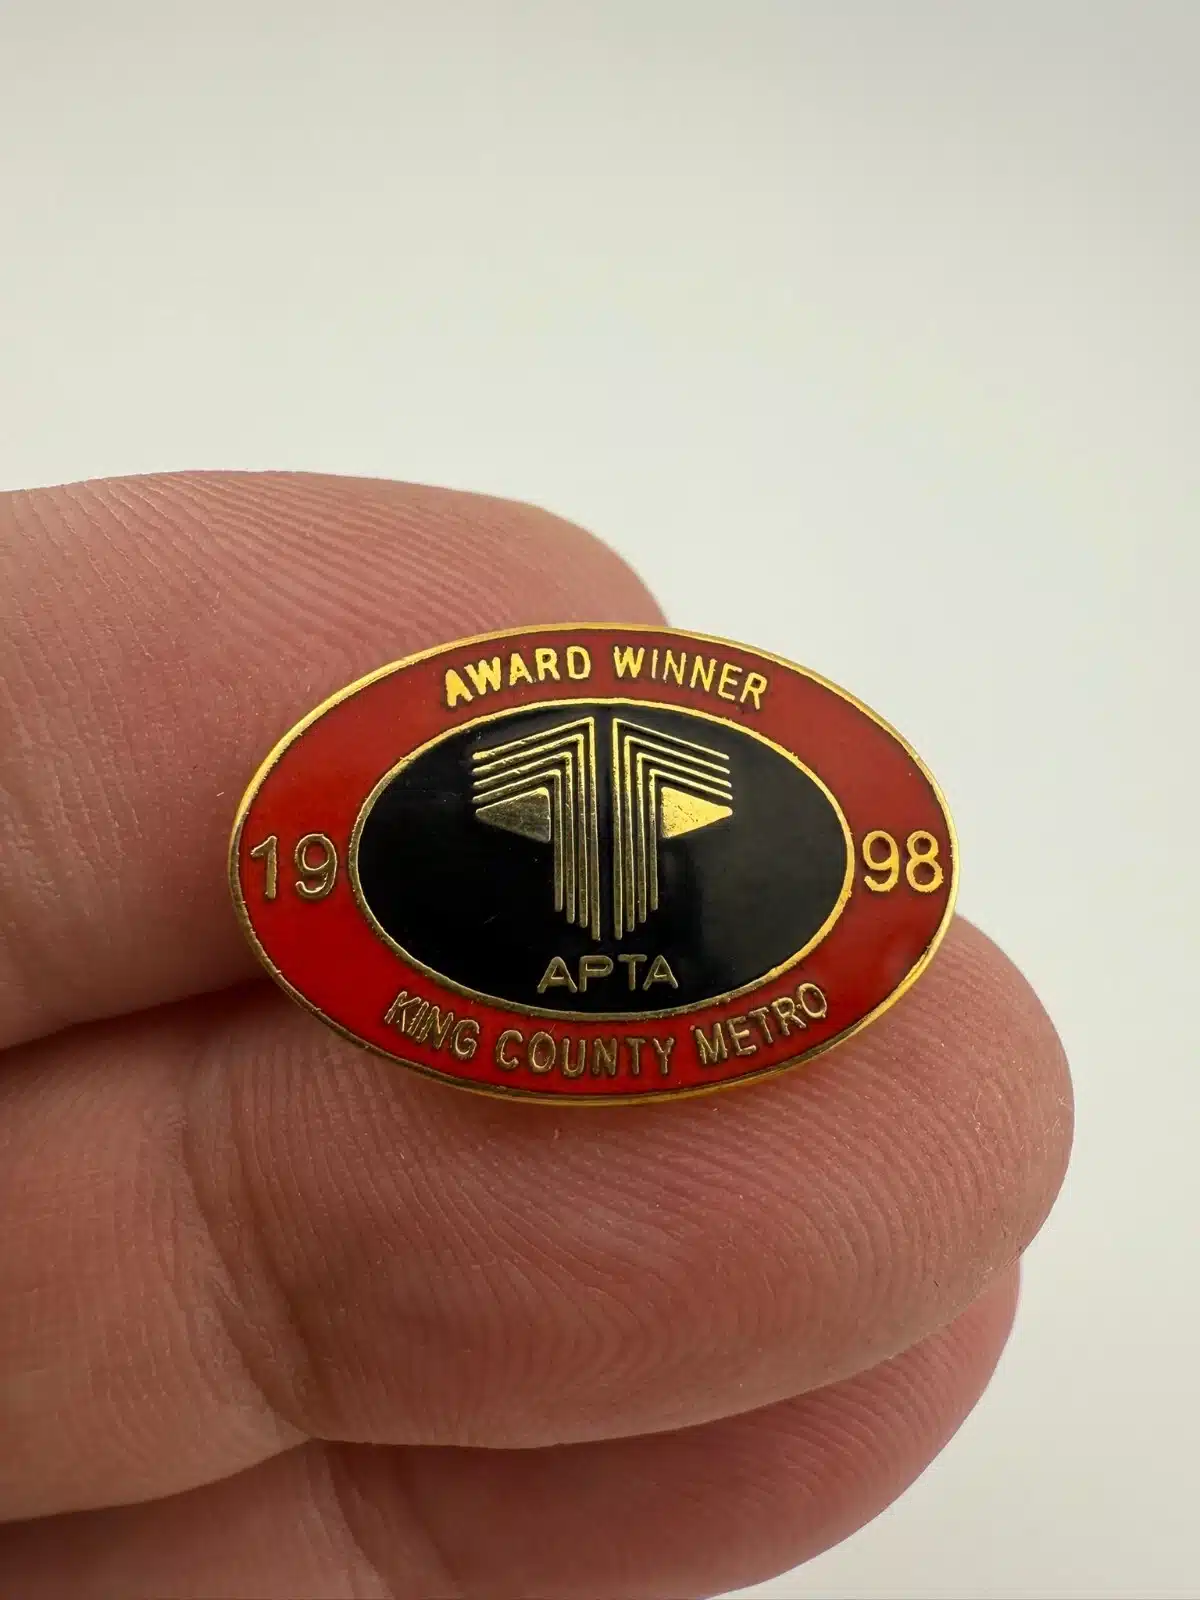 AWARD WINNER
19 98
APTA
KING COUNTY METRO